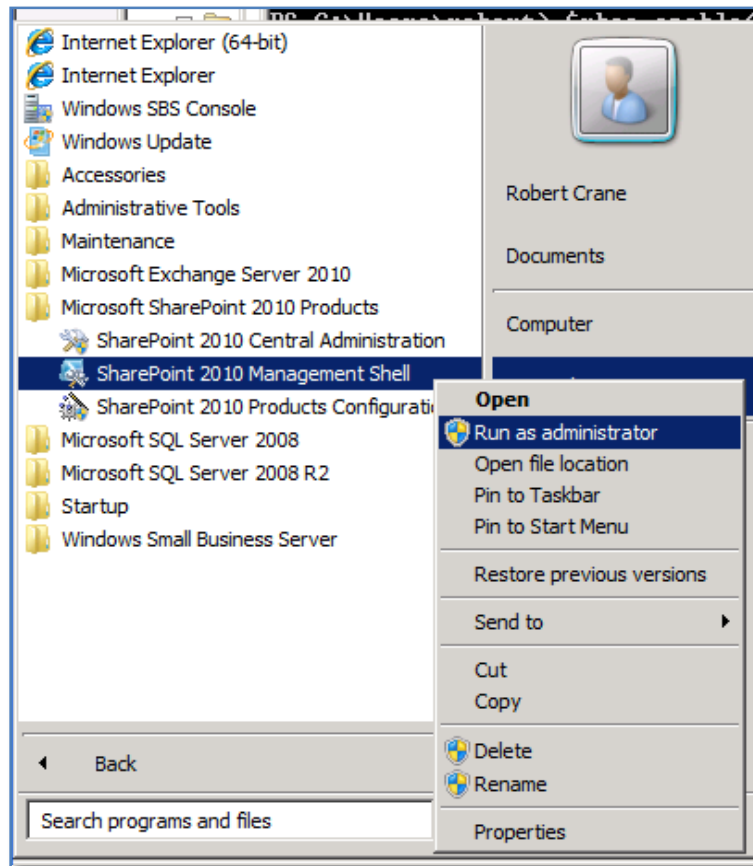 Internet Explorer (64-bit)
Internet Explorer
Windows SBS Console
Windows Update
Accessories
Administrative Tools
Maintenance
Microsoft Exchange Server 2010
Microsoft SharePoint 2010 Products
SharePoint 2010 Central Administration
SharePoint 2010 Management Shell
SharePoint 2010 Products
Microsoft SQL Server 2008
Microsoft SQL Server 2008 R2
Startup
Windows Small Business Server
Back
Search programs and files
Robert Crane
Documents
Computer
Open
Run as administrator
Open file location
Pin to Taskbar
Pin to Start Menu
Restore previous versions
Send to
Cut
Copy
Delete
Rename
Properties